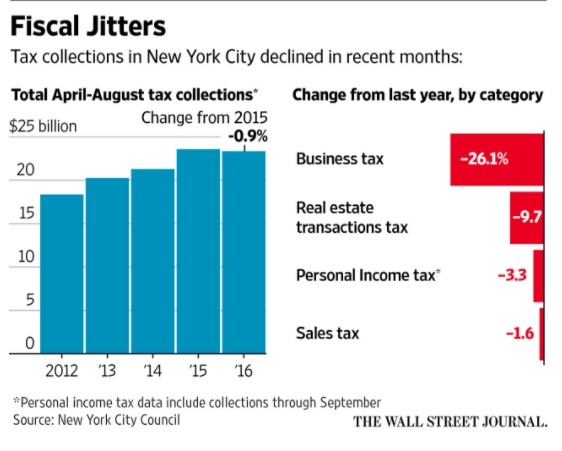 Fiscal Jitters
Tax collections in New York City declined in recent months:
Total April-August tax collections*
$25 billion
Change from 2015
-0.9%
20
15
10
5
0
2012
'13
'14
'15
'16
Change from last year, by category
Business tax
-26.1%
Real estate
transactions tax
-9.7
Personal Income tax*
-3.3
Sales tax
-1.6
*Personal income tax data include collections through September
Source: New York City Council
THE WALL STREET JOURNAL.